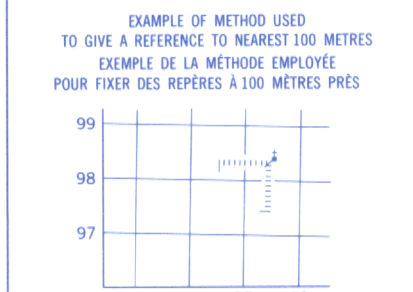 EXAMPLE OF METHOD USED
TO GIVE A REFERENCE TO NEAREST 100 METRES
EXEMPLE DE LA MÉTHODE EMPLOYÉE
POUR FIXER DES REPÈRES À 100 MÈTRES PRÈS
99
98
97